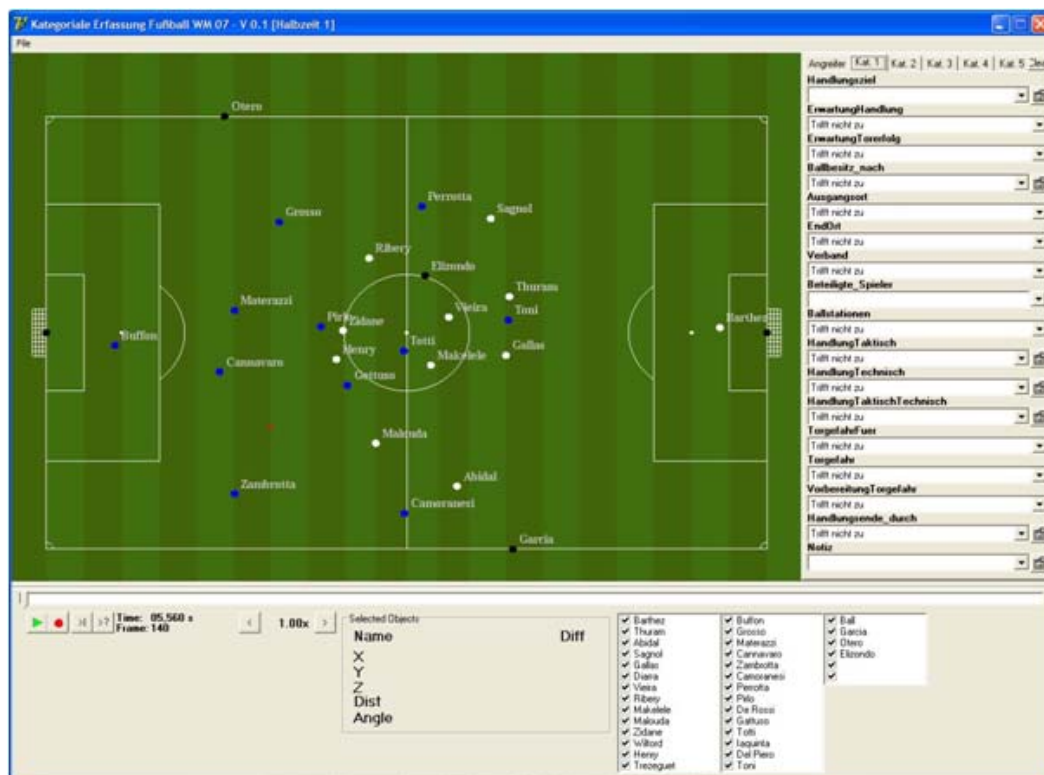 Kategoriale Erfassung Fußball WM 07 - V 0.1 [Halbzeit 1]
File
Angreifer Kat. 1 Kat. 2 Kat. 3 Kat. 4 Kat. 5
Handlungsziel
ErwartungHandlung
Trifft nicht zu
ErwartungTorerfolg
Trifft nicht zu
Ballbesitz_nach
Trifft nicht zu
Ausgangsort
Trifft nicht zu
EndOrt
Trifft nicht zu
Verband
Trifft nicht zu
Beteiligte_Spieler
Ballstationen
Trifft nicht zu
HandlungTaktisch
Trifft nicht zu
HandlungTechnisch
Trifft nicht zu
HandlungTaktischTechnisch
Trifft nicht zu
TorgefahrFuer
Trifft nicht zu
Torgefahr
Trifft nicht zu
VorbereitungTorgefahr
Trifft nicht zu
Handlungsende_durch
Trifft nicht zu
Notiz
Otero
Perrotta
Grosso
Sagnol
Ribery
Elizondo
Thuram
Materazzi
Vieira
Toni
Pirlo
Zidane
Barthez
Buffon
Totti
Henry
Makelele
Gallas
Cannavaro
Gattuso
Malouda
Abidal
Zambrotta
Camoranesi
Garcia
Time: 05,560 s
Frame: 140
< 1.00x >
Selected Objects
Name Diff
X
Y
Z
Dist
Angle
Barthez
Thuram
Abidal
Sagnol
Gallas
Diarra
Vieira
Ribery
Makelele
Malouda
Zidane
Wiltord
Henry
Trezeguet
Buffon
Grosso
Materazzi
Cannavaro
Zambrotta
Camoranesi
Perrotta
Pirlo
De Rossi
Gattuso
Totti
Iaquinta
Del Piero
Toni
Ball
Garcia
Otero
Elizondo